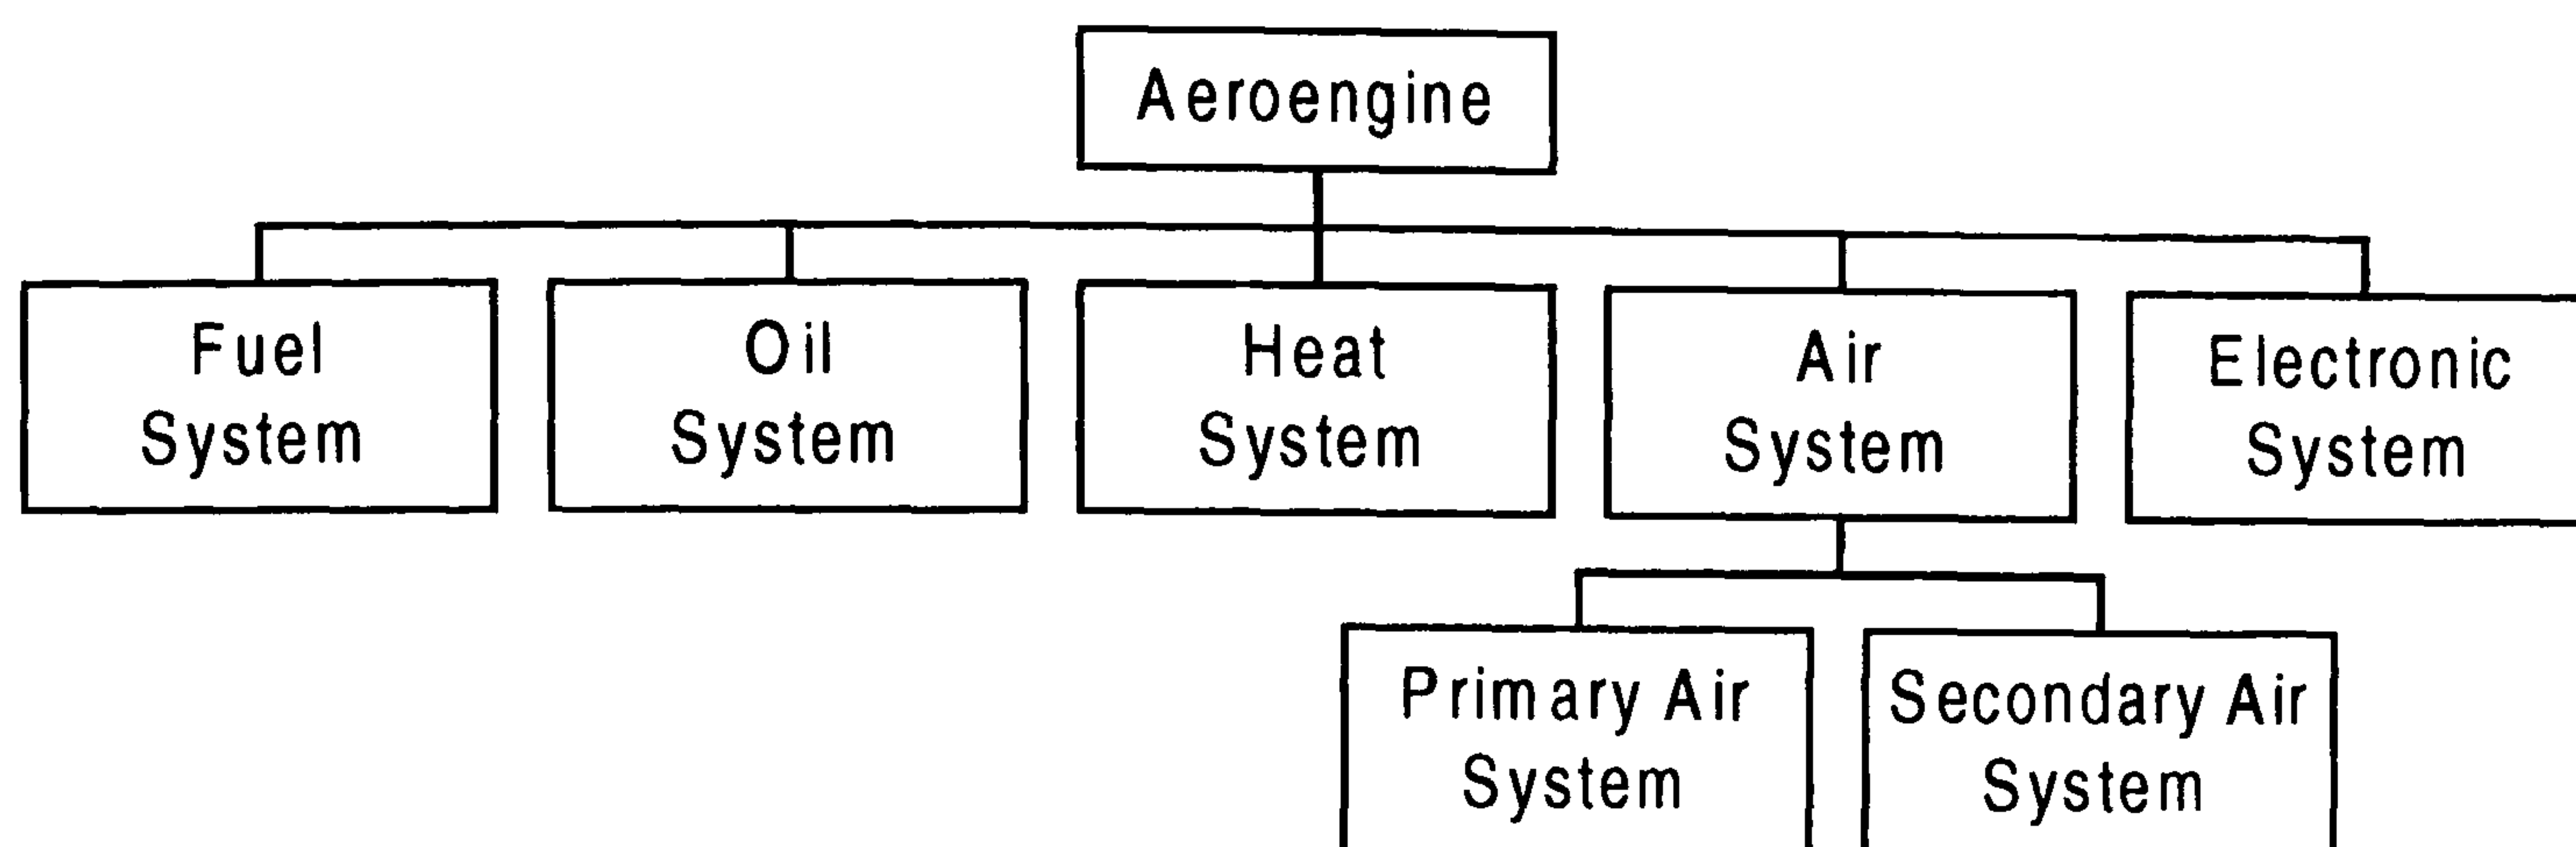 Aeroengine
Fuel
System
Oil
System
Heat
System
Air
System
Electronic
System
Primary Air
System
Secondary Air
System